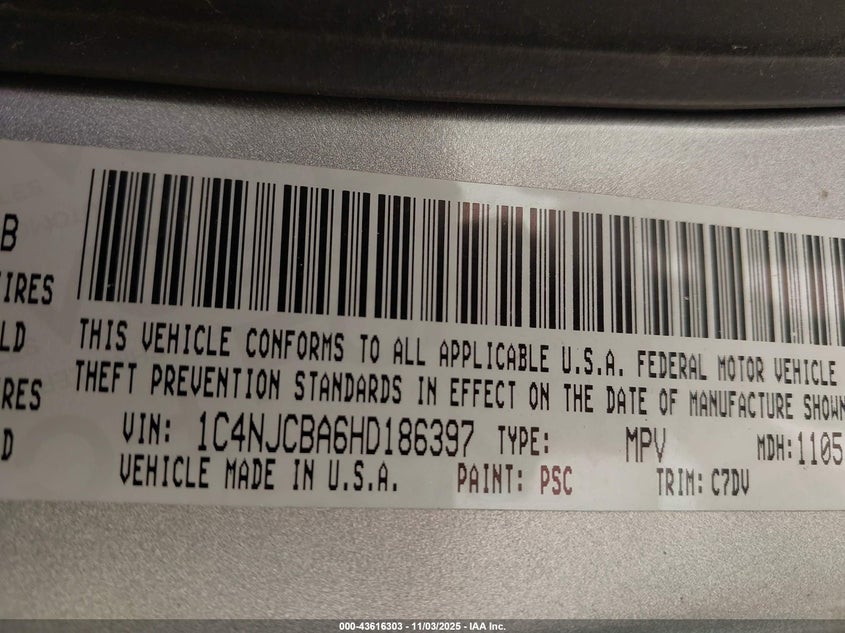 B
IRES
LD
RES
D
THIS VEHICLE CONFORMS TO ALL APPLICABLE U.S.A. FEDERAL MOTOR VEHICLE
THEFT PREVENTION STANDARDS IN EFFECT ON THE DATE OF MANUFACTURE SHOWN
VIN: 1C4NJCBA6HD186397 TYPE: MPV MDH: 1105
VEHICLE MADE IN U.S.A. PAINT: PSC TRIM: C7DV
000-43616303 - 11/03/2025 - IAA Inc.